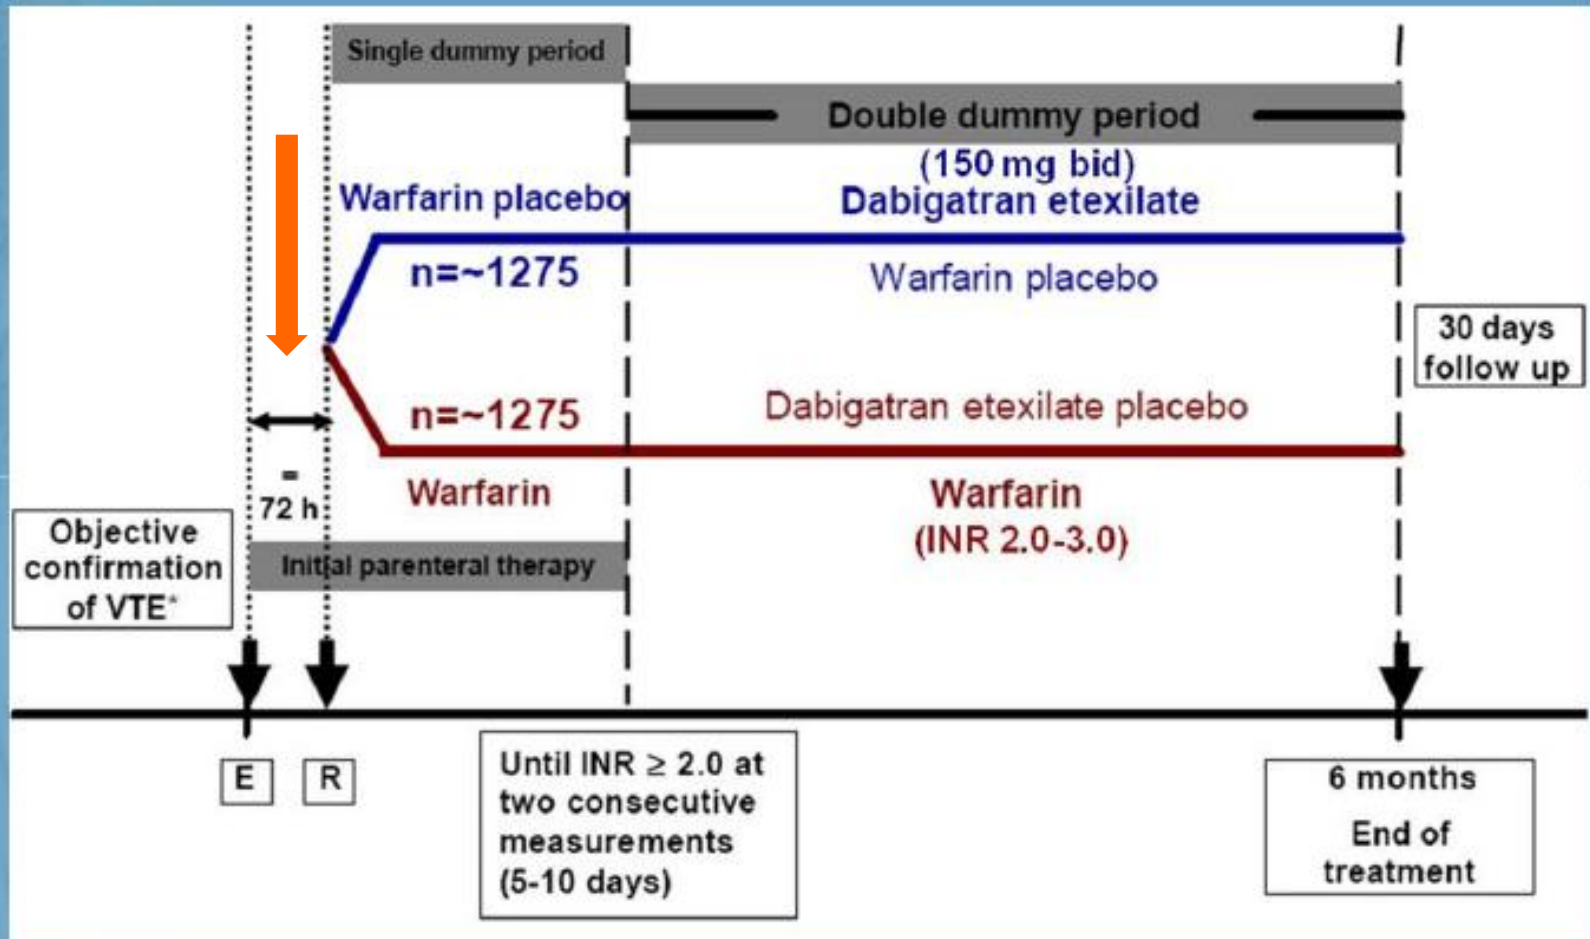 Single dummy period
Double dummy period
(150 mg bid)
Warfarin placebo
Dabigatran etexilate
n=~1275
Warfarin placebo
30 days
follow up
n=~1275
Dabigatran etexilate placebo
=
72 h
Warfarin
Warfarin
(INR 2.0-3.0)
Objective
confirmation
of VTE*
Initial parenteral therapy
E
R
Until INR ≥ 2.0 at
two consecutive
measurements
(5-10 days)
6 months
End of
treatment